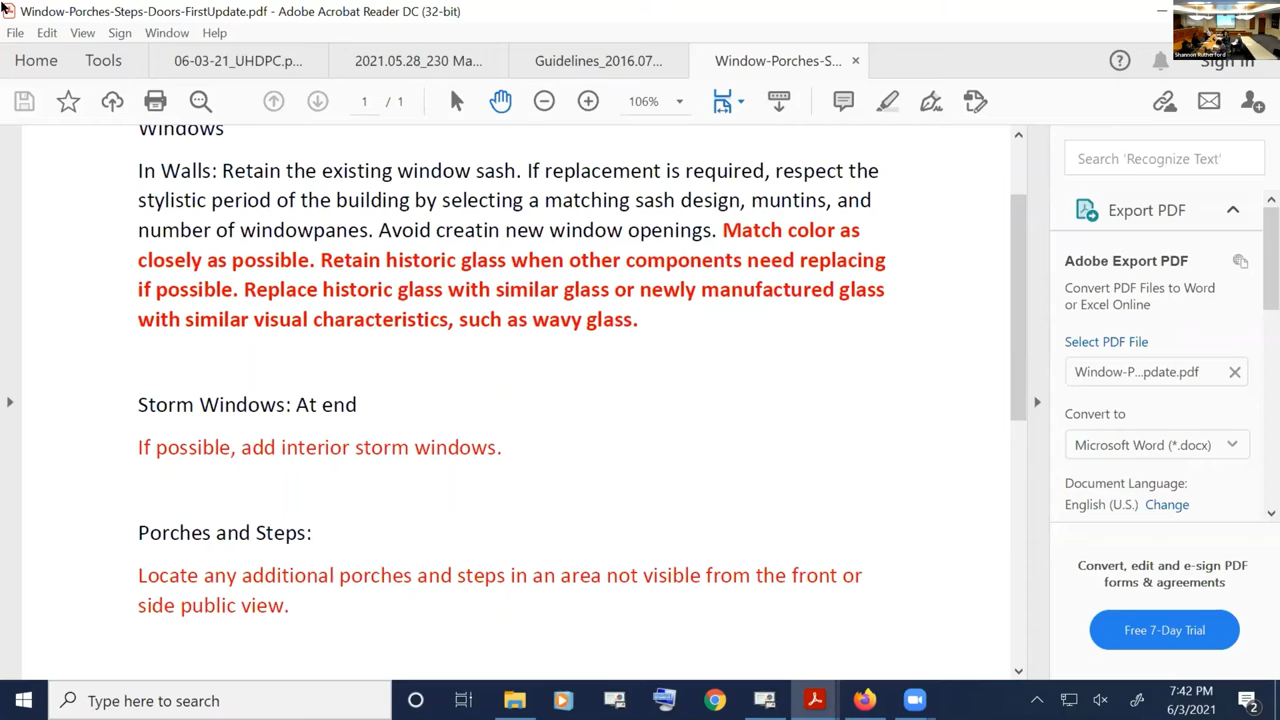 Window-Porches-Steps-Doors-FirstUpdate.pdf - Adobe Acrobat Reader DC (32-bit)
File Edit View Sign Window Help
Shannon Rutherford
Home Tools 06-03-21_UHDPC.p... 2021.05.28_230 Ma... Guidelines_2016.07... Window-Porches-S... × Sign In
1 / 1 106%
Windows
In Walls: Retain the existing window sash. If replacement is required, respect the
stylistic period of the building by selecting a matching sash design, muntins, and
number of windowpanes. Avoid creatin new window openings. Match color as
closely as possible. Retain historic glass when other components need replacing
if possible. Replace historic glass with similar glass or newly manufactured glass
with similar visual characteristics, such as wavy glass.
Storm Windows: At end
If possible, add interior storm windows.
Porches and Steps:
Locate any additional porches and steps in an area not visible from the front or
side public view.
Search 'Recognize Text'
Export PDF
Adobe Export PDF
Convert PDF Files to Word
or Excel Online
Select PDF File
Window-P...pdate.pdf
Convert to
Microsoft Word (*.docx)
Document Language:
English (U.S.) Change
Convert, edit and e-sign PDF
forms & agreements
Free 7-Day Trial
Type here to search
7:42 PM
6/3/2021
2